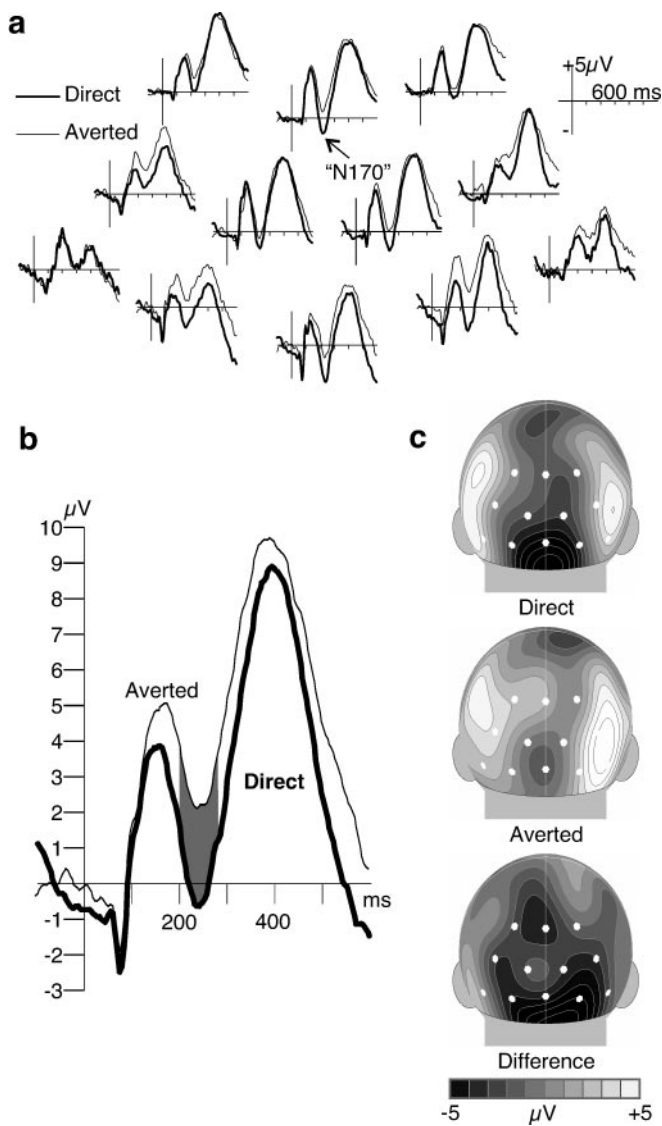 a
+5µV
600 ms
-
Direct
Averted
“N170”
b
µV
10
9
8
7
6
5
4
3
2
1
-1
-2
-3
Averted
Direct
200
400
ms
c
Direct
Averted
Difference
-5 µV +5